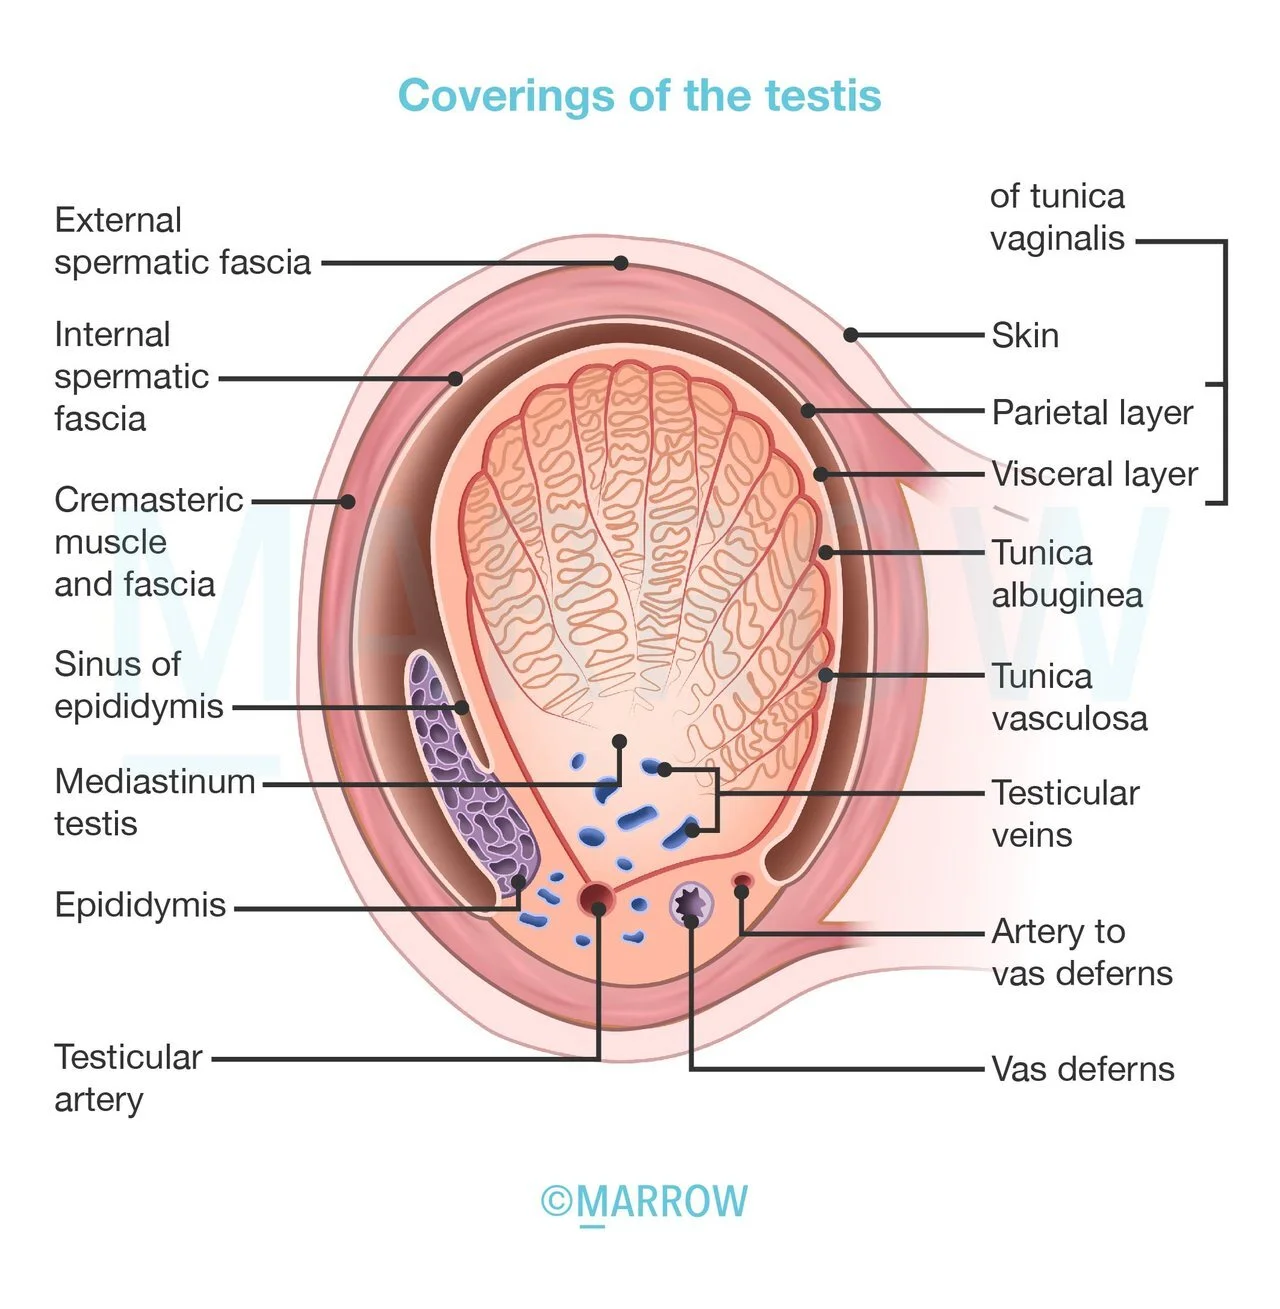 Coverings of the testis
External
spermatic fascia
Internal
spermatic
fascia
Cremasteric
muscle
and fascia
Sinus of
epididymis
Mediastinum
testis
Epididymis
Testicular
artery
of tunica
vaginalis
Skin
Parietal layer
Visceral layer
Tunica
albuginea
Tunica
vasculosa
Testicular
veins
Artery to
vas deferns
Vas deferns
MARROW
©MARROW